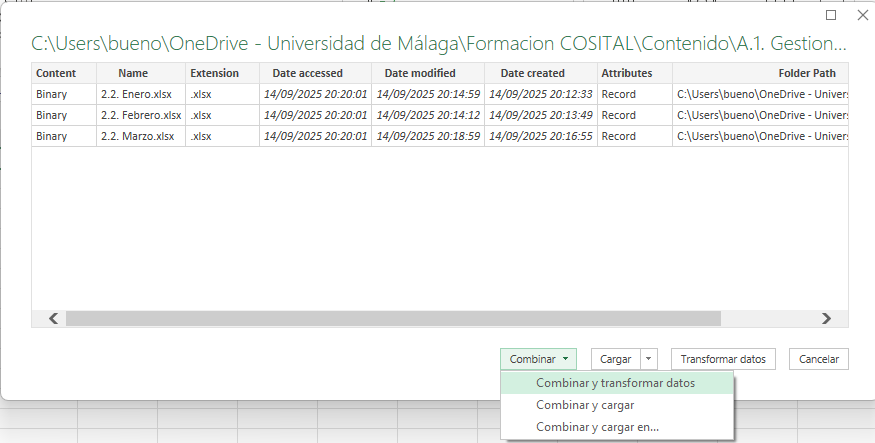 C:\Users\bueno\OneDrive - Universidad de Málaga\Formacion COSITAL\Contenido\A.1. Gestion...
Content Name Extension Date accessed Date modified Date created Attributes Folder Path
Binary 2.2. Enero.xlsx .xlsx 14/09/2025 20:20:01 14/09/2025 20:14:59 14/09/2025 20:12:33 Record C:\Users\bueno\OneDrive - Univers
Binary 2.2. Febrero.xlsx .xlsx 14/09/2025 20:20:01 14/09/2025 20:14:12 14/09/2025 20:13:49 Record C:\Users\bueno\OneDrive - Univers
Binary 2.2. Marzo.xlsx .xlsx 14/09/2025 20:20:01 14/09/2025 20:18:59 14/09/2025 20:16:55 Record C:\Users\bueno\OneDrive - Univers
Combinar Cargar Transformar datos Cancelar
Combinar y transformar datos
Combinar y cargar
Combinar y cargar en...